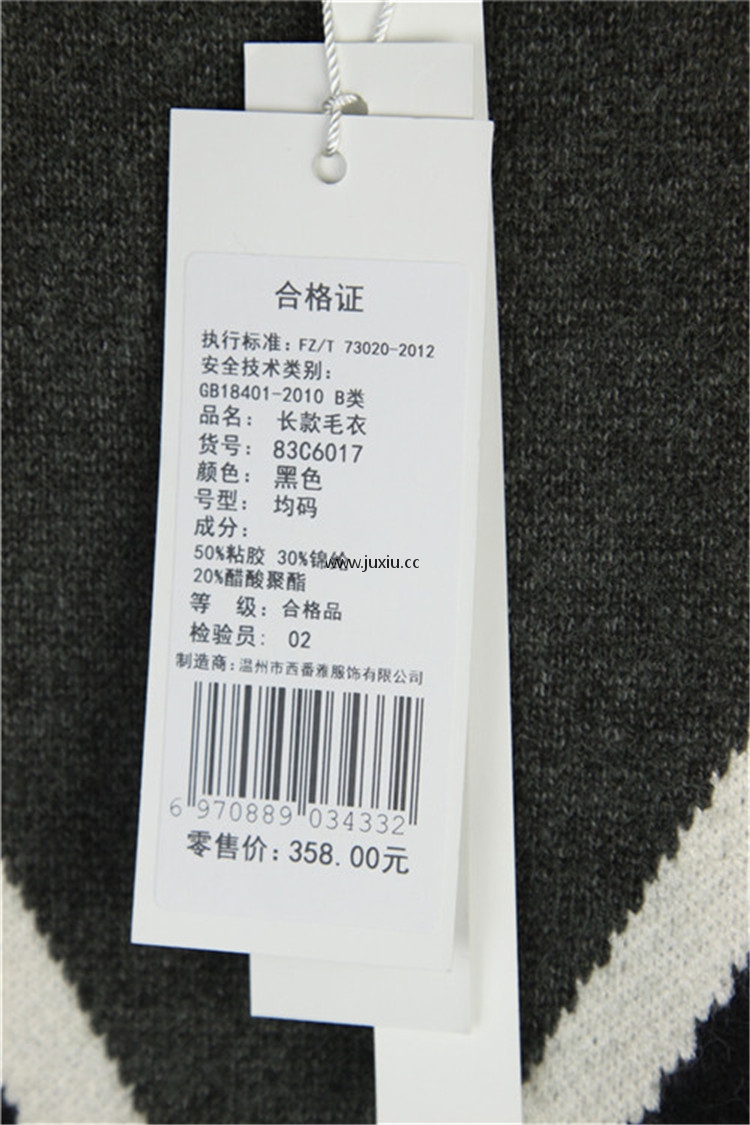 合格证
执行标准：FZ/T 73020-2012
安全技术类别：
GB18401-2010 B类
品名： 长款毛衣
货号： 83C6017
颜色： 黑色
号型： 均码
成分：
50%粘胶 30%锦纶
www.juxiu.cc
20%醋酸聚酯
等 级： 合格品
检验员： 02
制造商：温州市西番雅服饰有限公司
6 970889 034332
零售价：358.00元